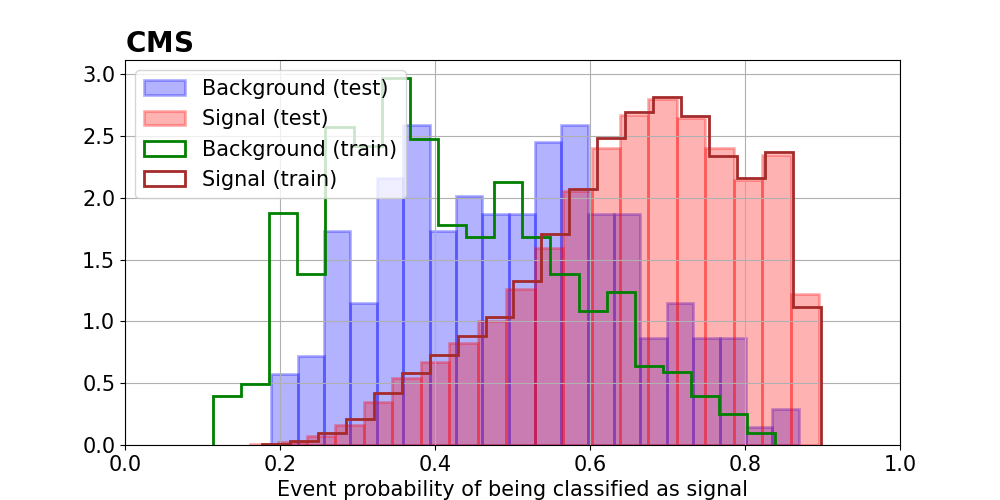 CMS
3.0
2.5
2.0
1.5
1.0
0.5
0.0
Background (test)
Signal (test)
Background (train)
Signal (train)
0.0 0.2 0.4 0.6 0.8 1.0
Event probability of being classified as signal